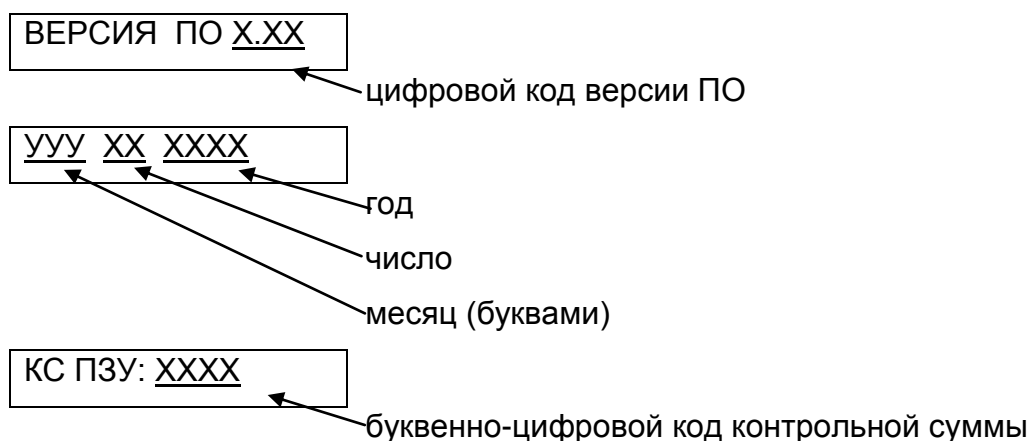 ВЕРСИЯ ПО X.XX
цифровой код версии ПО
УУУ ХХ ХХХХ
год
число
месяц (буквами)
КС ПЗУ: ХХХХ
буквенно-цифровой код контрольной суммы